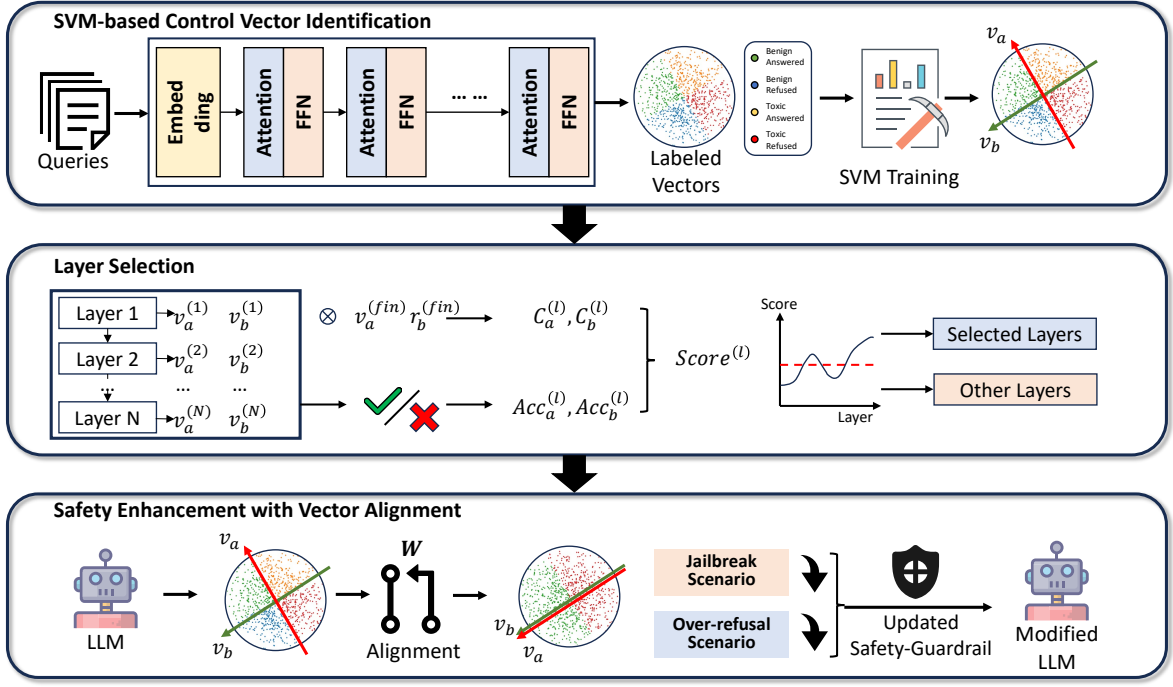 SVM-based Control Vector Identification
Queries
Embed
ding
Attention
FFN
Attention
FFN
... ...
Attention
FFN
Labeled
Vectors
Benign
Answered
Benign
Refused
Toxic
Answered
Toxic
Refused
SVM Training
v_a
v_b
Layer Selection
Layer 1
v_a^{(1)} v_b^{(1)}
Layer 2
v_a^{(2)} v_b^{(2)}
... ... ...
Layer N
v_a^{(N)} v_b^{(N)}
⊗ v_a^{(fin)} r_b^{(fin)}
C_a^{(l)}, C_b^{(l)}
Acc_a^{(l)}, Acc_b^{(l)}
Score^{(l)}
Score
Layer
Selected Layers
Other Layers
Safety Enhancement with Vector Alignment
LLM
v_a
v_b
W
Alignment
v_b
v_a
Jailbreak
Scenario
Over-refusal
Scenario
Updated
Safety-Guardrail
Modified
LLM